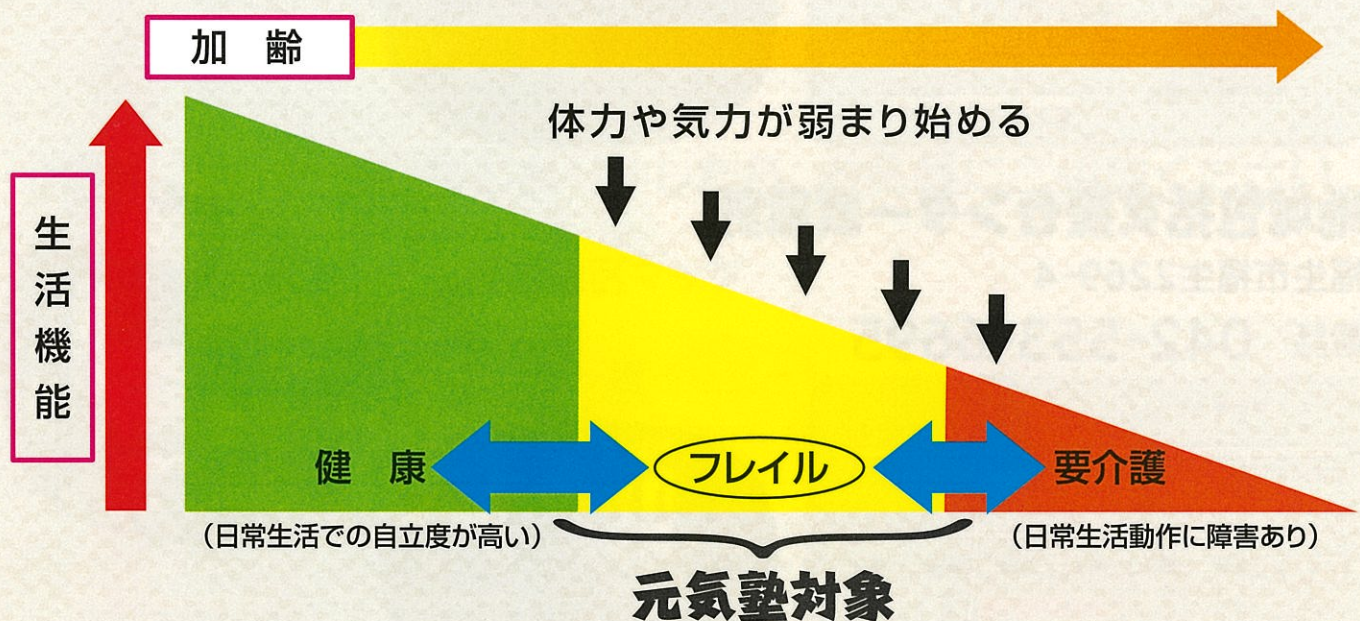 加齢
体力や気力が弱まり始める
生活機能
健康
フレイル
要介護
（日常生活での自立度が高い）
（日常生活動作に障害あり）
元気塾対象